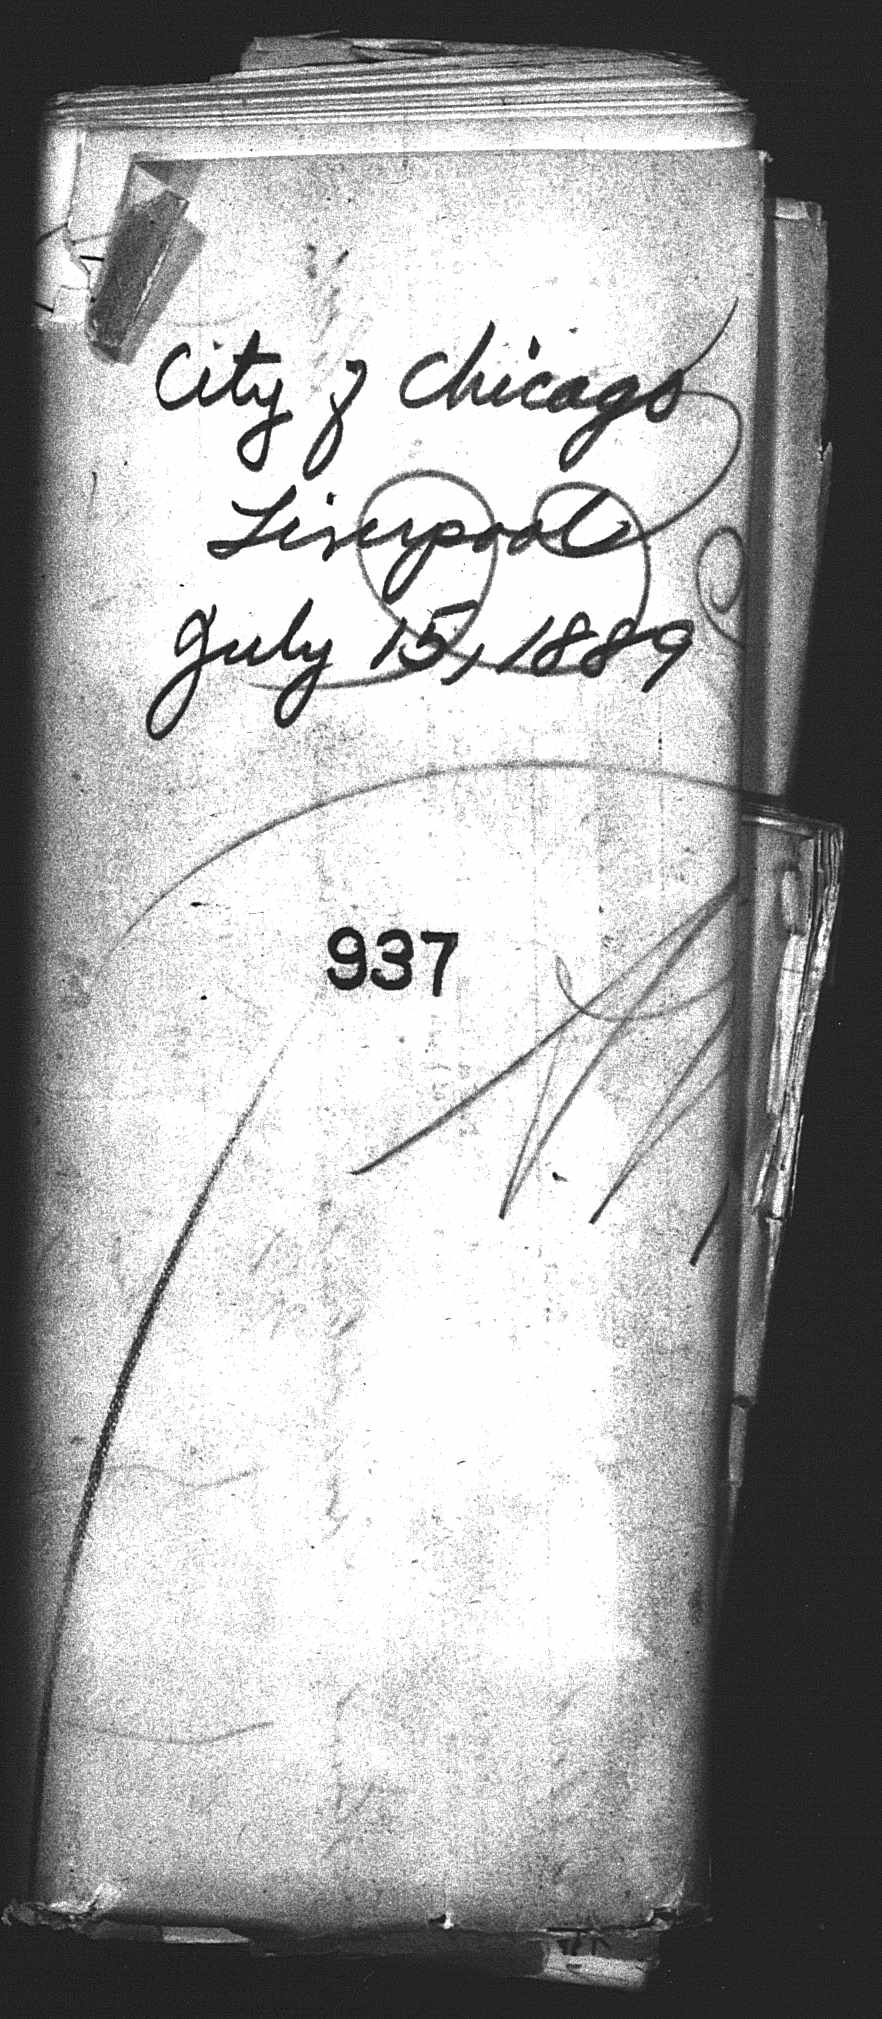 City of Chicago
Liverpool
July 15, 1889
937